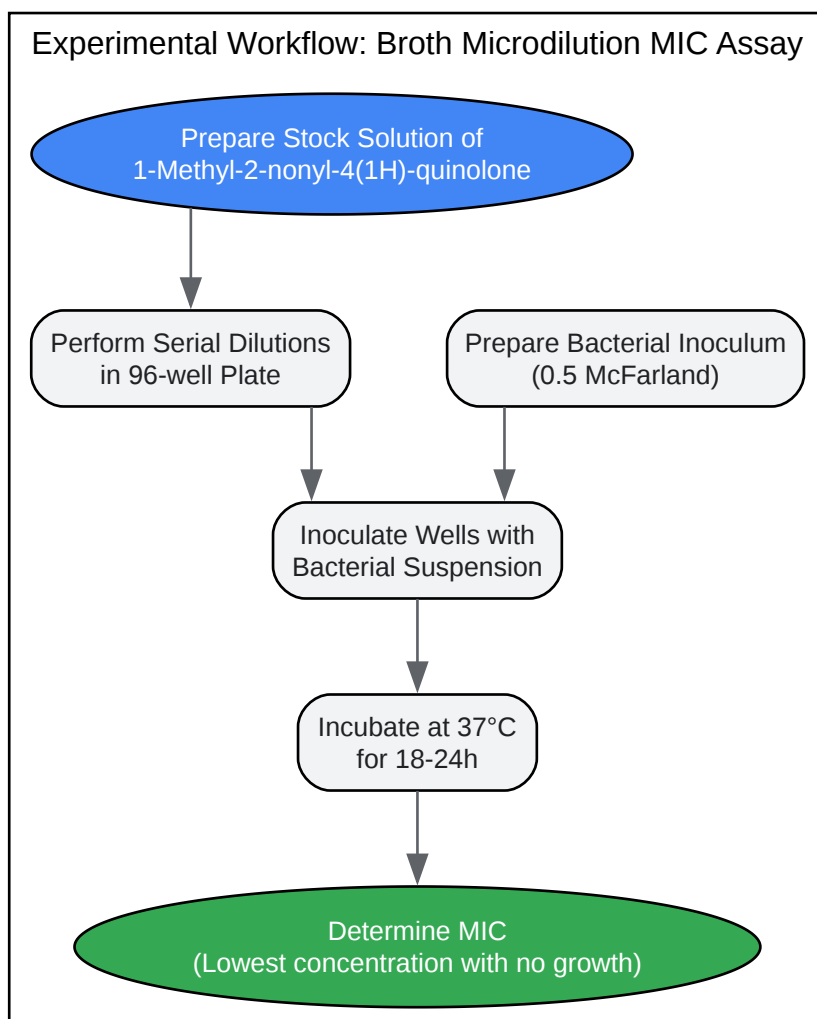 Experimental Workflow: Broth Microdilution MIC Assay
Prepare Stock Solution of
1-Methyl-2-nonyl-4(1H)-quinolone
Perform Serial Dilutions
in 96-well Plate
Prepare Bacterial Inoculum
(0.5 McFarland)
Inoculate Wells with
Bacterial Suspension
Incubate at 37°C
for 18-24h
Determine MIC
(Lowest concentration with no growth)